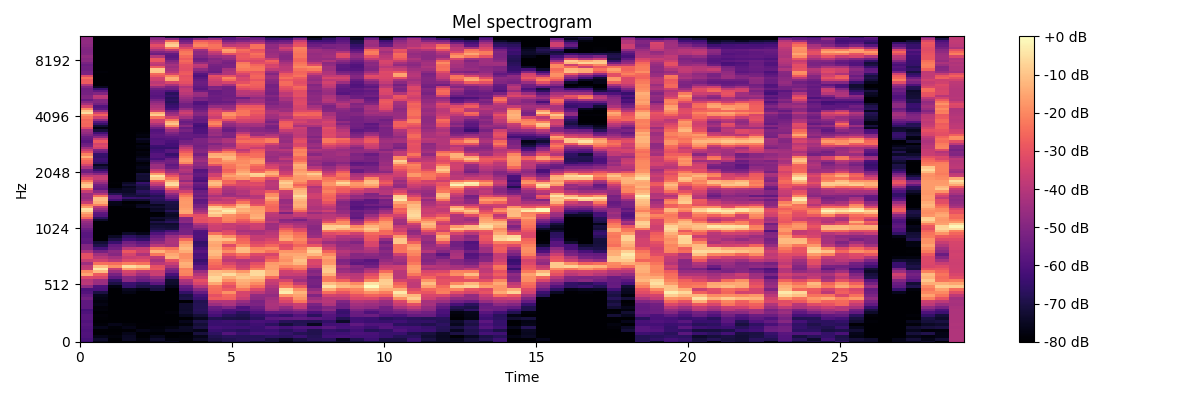 Mel spectrogram
8192
4096
2048
1024
512
0
Hz
0 5 10 15 20 25
Time
+0 dB
-10 dB
-20 dB
-30 dB
-40 dB
-50 dB
-60 dB
-70 dB
-80 dB